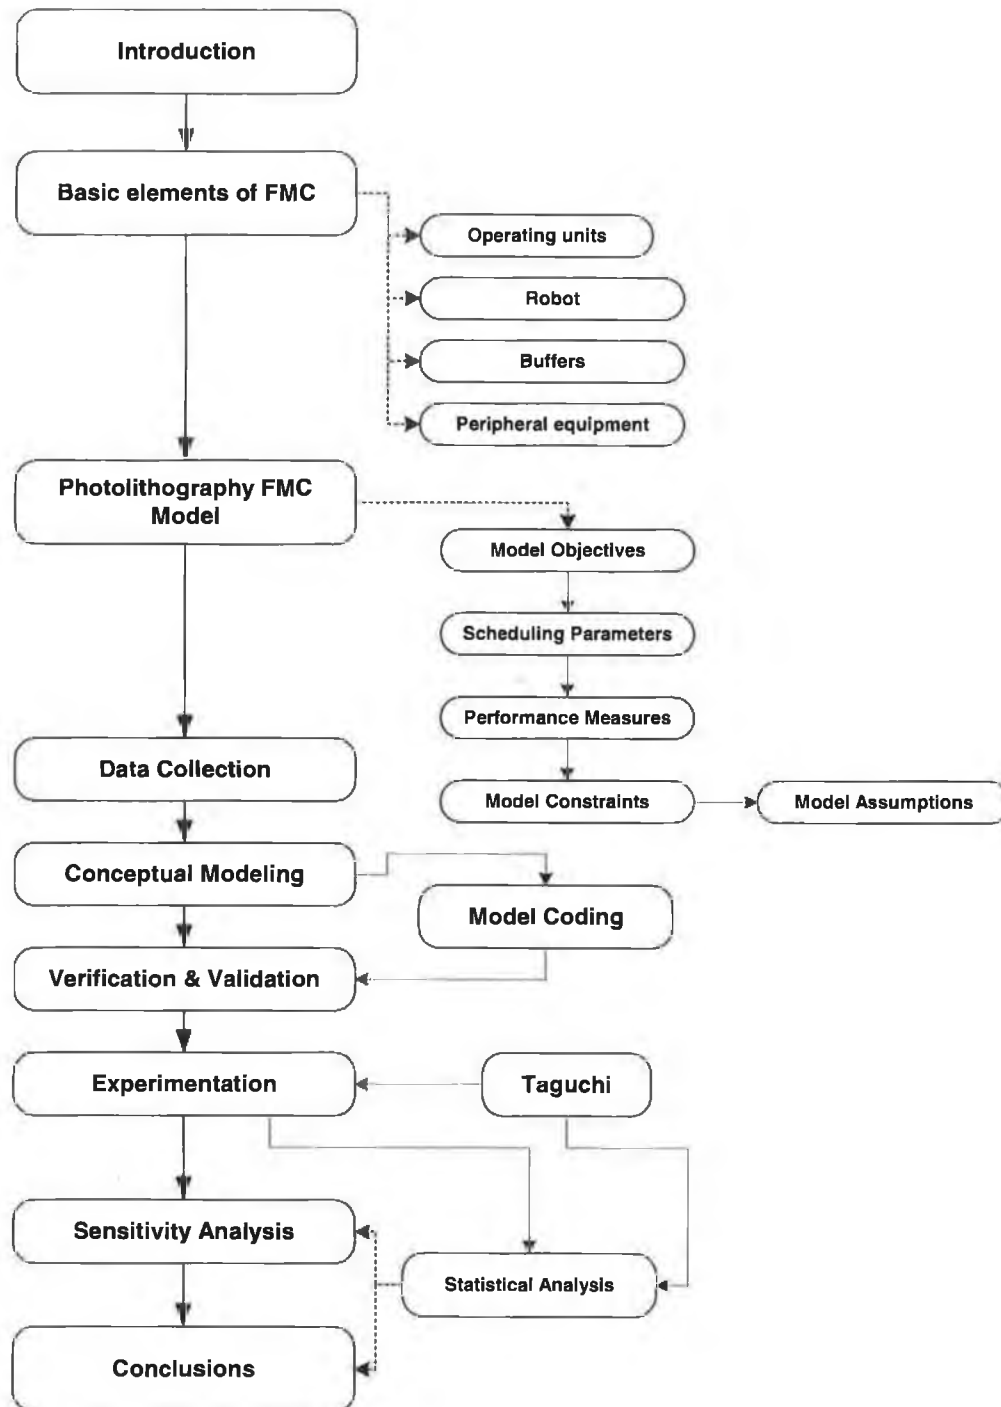 Introduction
Basic elements of FMC
Operating units
Robot
Buffers
Peripheral equipment
Photolithography FMC
Model
Model Objectives
Scheduling Parameters
Performance Measures
Data Collection
Model Constraints
Model Assumptions
Conceptual Modeling
Model Coding
Verification & Validation
Experimentation
Taguchi
Sensitivity Analysis
Statistical Analysis
Conclusions